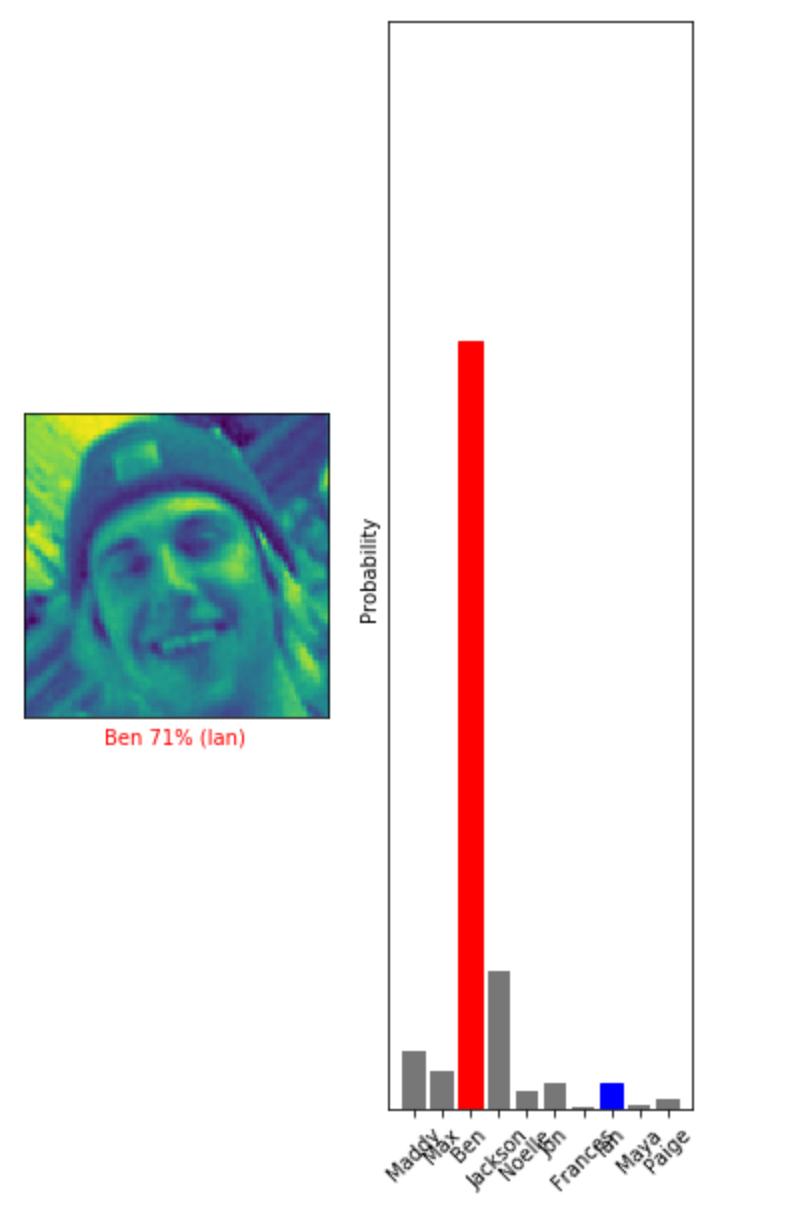 Probability
Ben 71% (Ian)
Maddy
Max
Ben
Jackson
Noelle
Jon
Frances
Ian
Maya
Paige